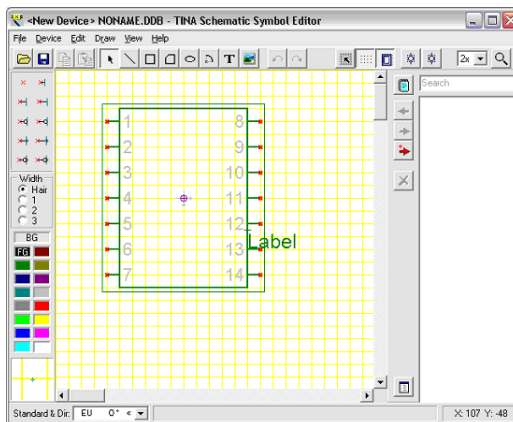 <New Device> NONAME.DDB - TINA Schematic Symbol Editor
File Device Edit Draw View Help
T
2x
Search
Width
Hair
1
2
3
BG
FG
1 8
2 9
3 10
4 11
5 12
6 13
7 14
Label
Standard & Dir. EU 0° <
X: 107 Y: -48